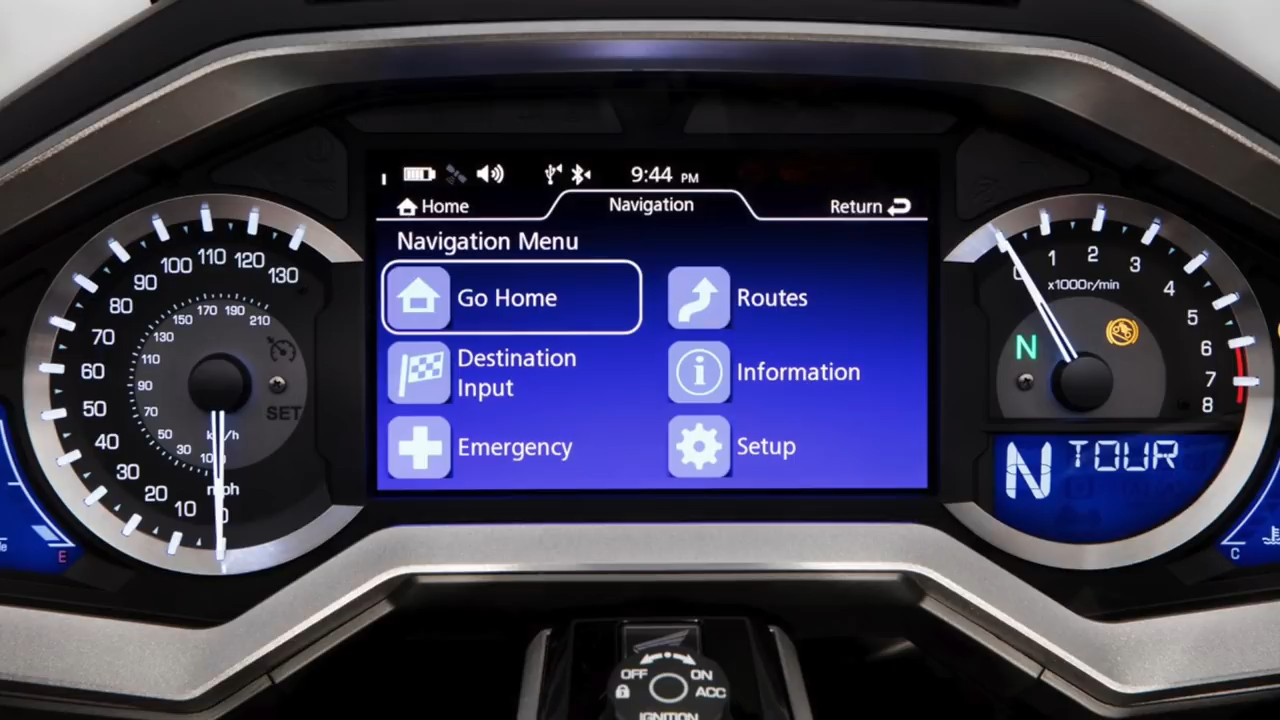 9:44 PM
Home
Navigation
Return
Navigation Menu
Go Home
Routes
Destination
Input
Information
Emergency
Setup
0
10
20
30
40
50
60
70
80
90
100
110
120
130
mph
30
50
70
90
110
130
150
170
190
210
SET
0
1
2
3
4
5
6
7
8
x1000r/min
N
N
TOUR
E
C
OFF
ON
ACC
IGNITION